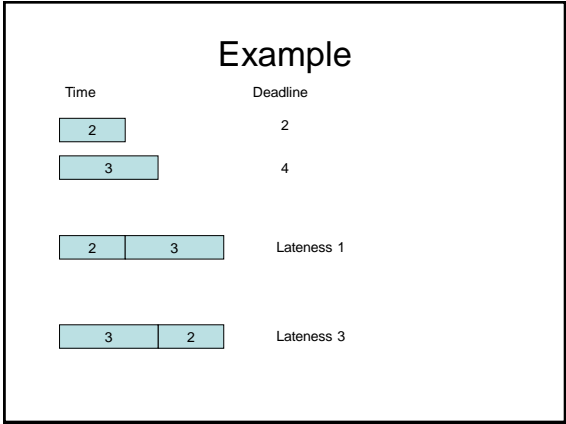 Example
Time Deadline
2 2
3 4
2 3 Lateness 1
3 2 Lateness 3